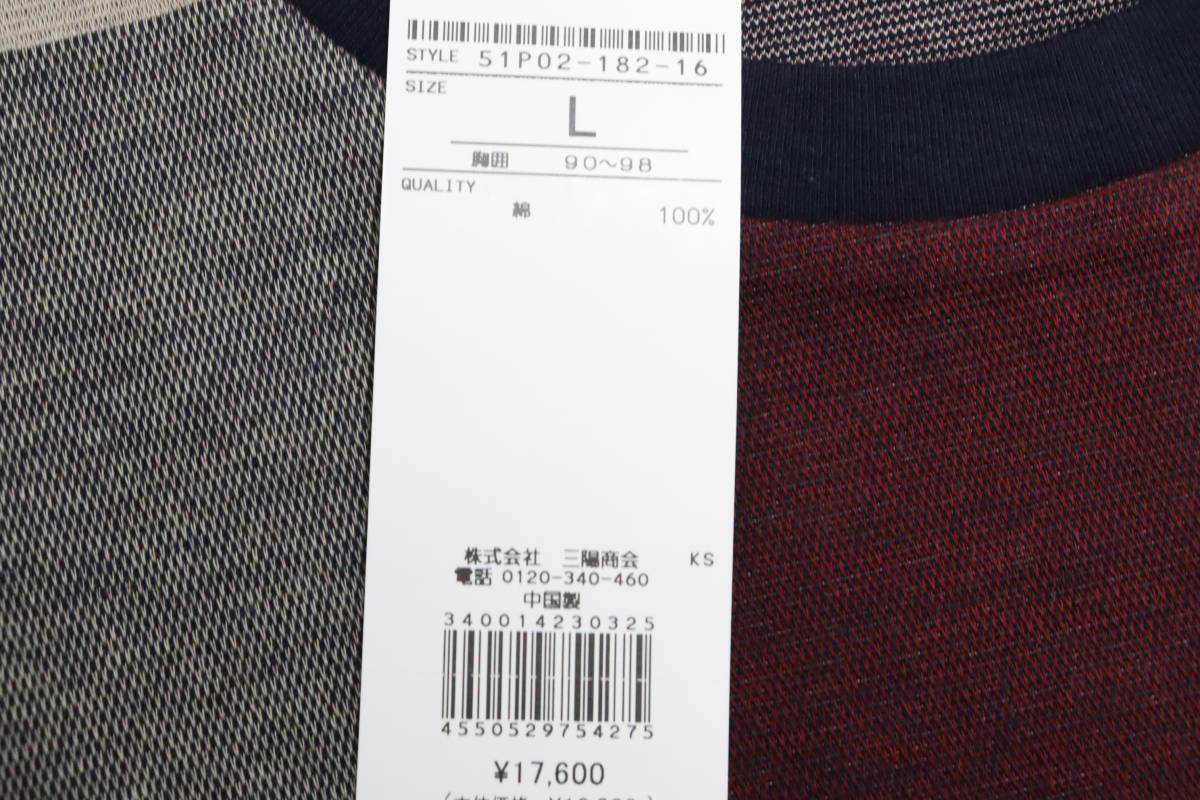 STYLE 51P02-182-16
SIZE
L
胸囲 90～98
QUALITY
綿 100%
株式会社 三陽商会 KS
電話 0120-340-460
中国製
340014230325
4550529754275
¥17,600